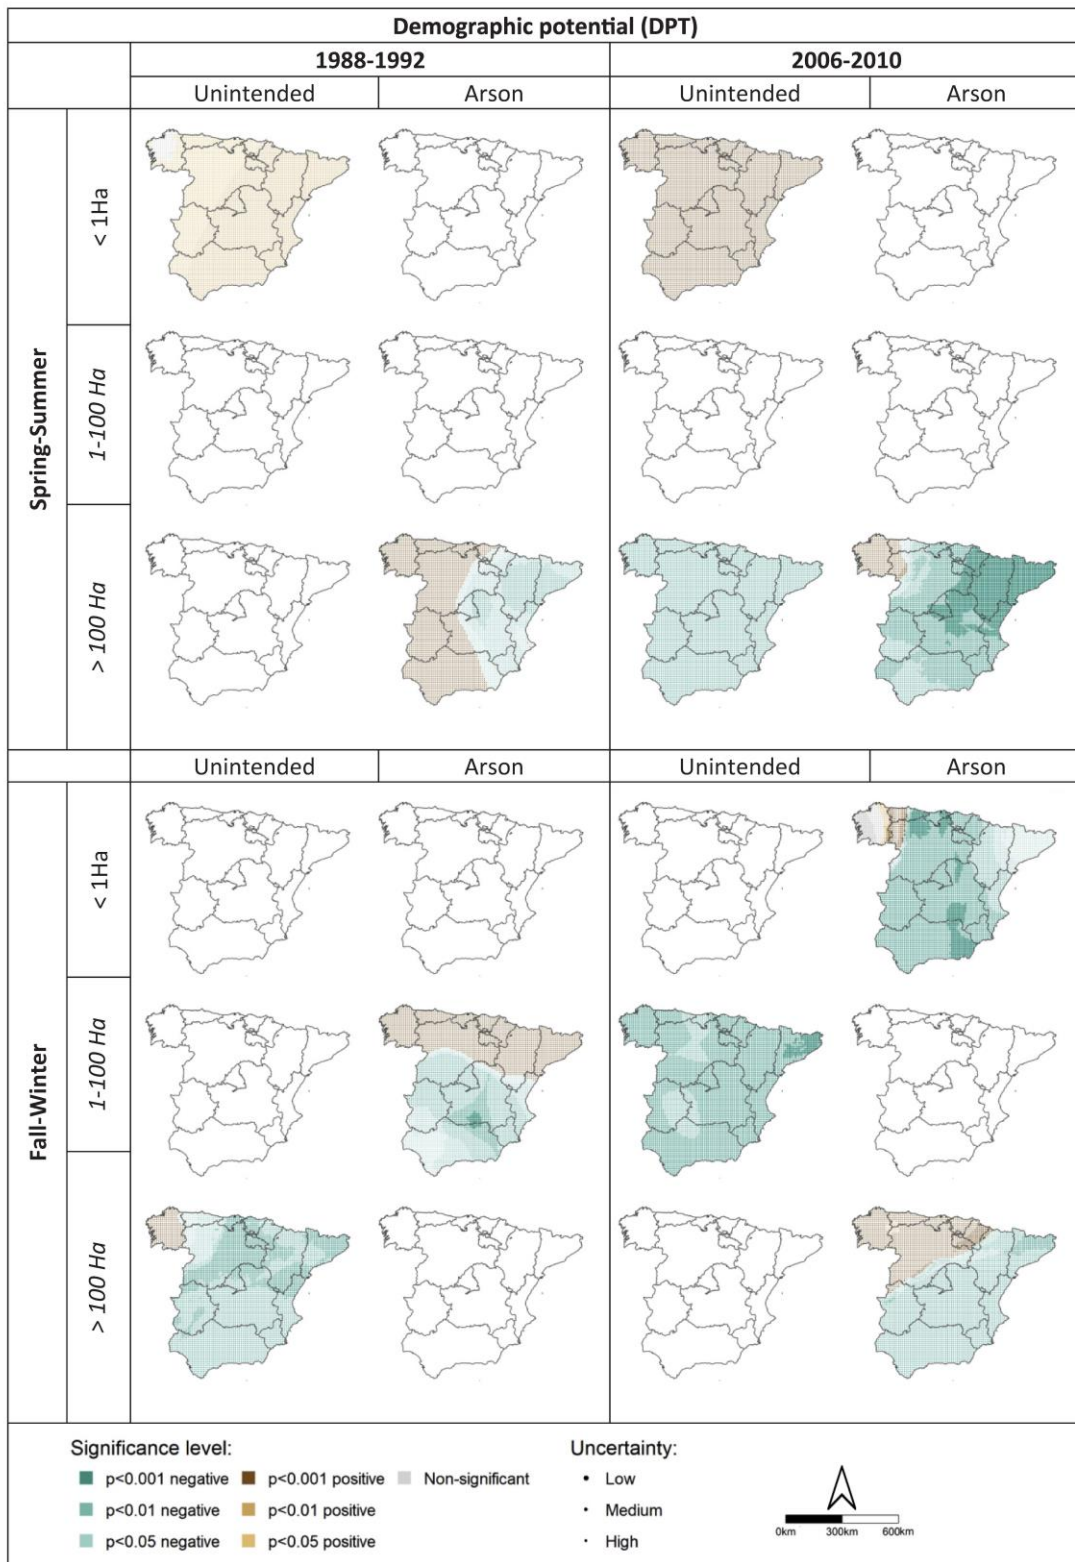 Demographic potential (DPT)
1988-1992 2006-2010
Unintended Arson Unintended Arson
Spring-Summer
< 1Ha
1-100 Ha
> 100 Ha
Unintended Arson Unintended Arson
Fall-Winter
< 1Ha
1-100 Ha
> 100 Ha
Significance level: Uncertainty:
p<0.001 negative p<0.001 positive Non-significant Low
p<0.01 negative p<0.01 positive Medium
p<0.05 negative p<0.05 positive High
0km 300km 600km